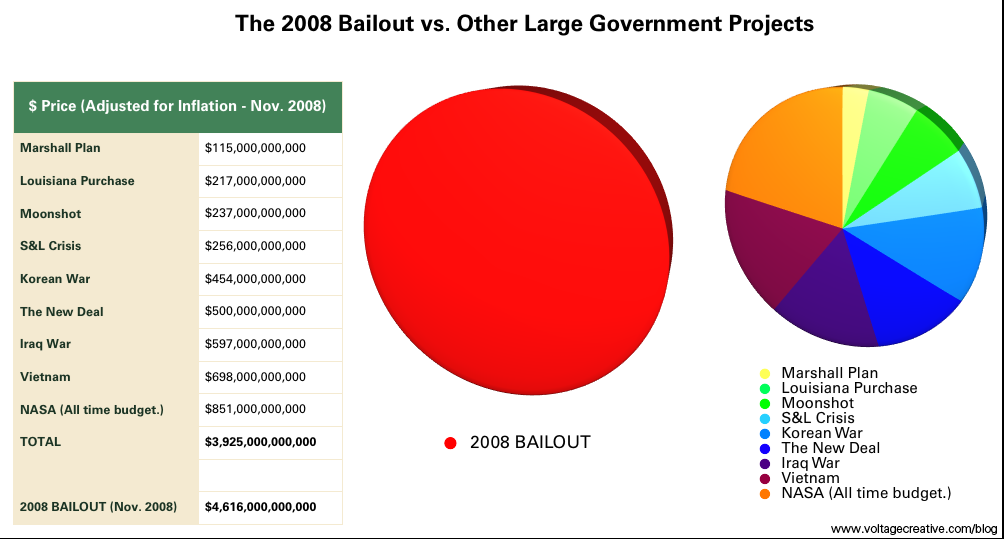 The 2008 Bailout vs. Other Large Government Projects
$ Price (Adjusted for Inflation - Nov. 2008)
Marshall Plan $115,000,000,000
Louisiana Purchase $217,000,000,000
Moonshot $237,000,000,000
S&L Crisis $256,000,000,000
Korean War $454,000,000,000
The New Deal $500,000,000,000
Iraq War $597,000,000,000
Vietnam $698,000,000,000
NASA (All time budget.) $851,000,000,000
TOTAL $3,925,000,000,000
2008 BAILOUT (Nov. 2008) $4,616,000,000,000
2008 BAILOUT
Marshall Plan
Louisiana Purchase
Moonshot
S&L Crisis
Korean War
The New Deal
Iraq War
Vietnam
NASA (All time budget.)
www.voltagecreative.com/blog